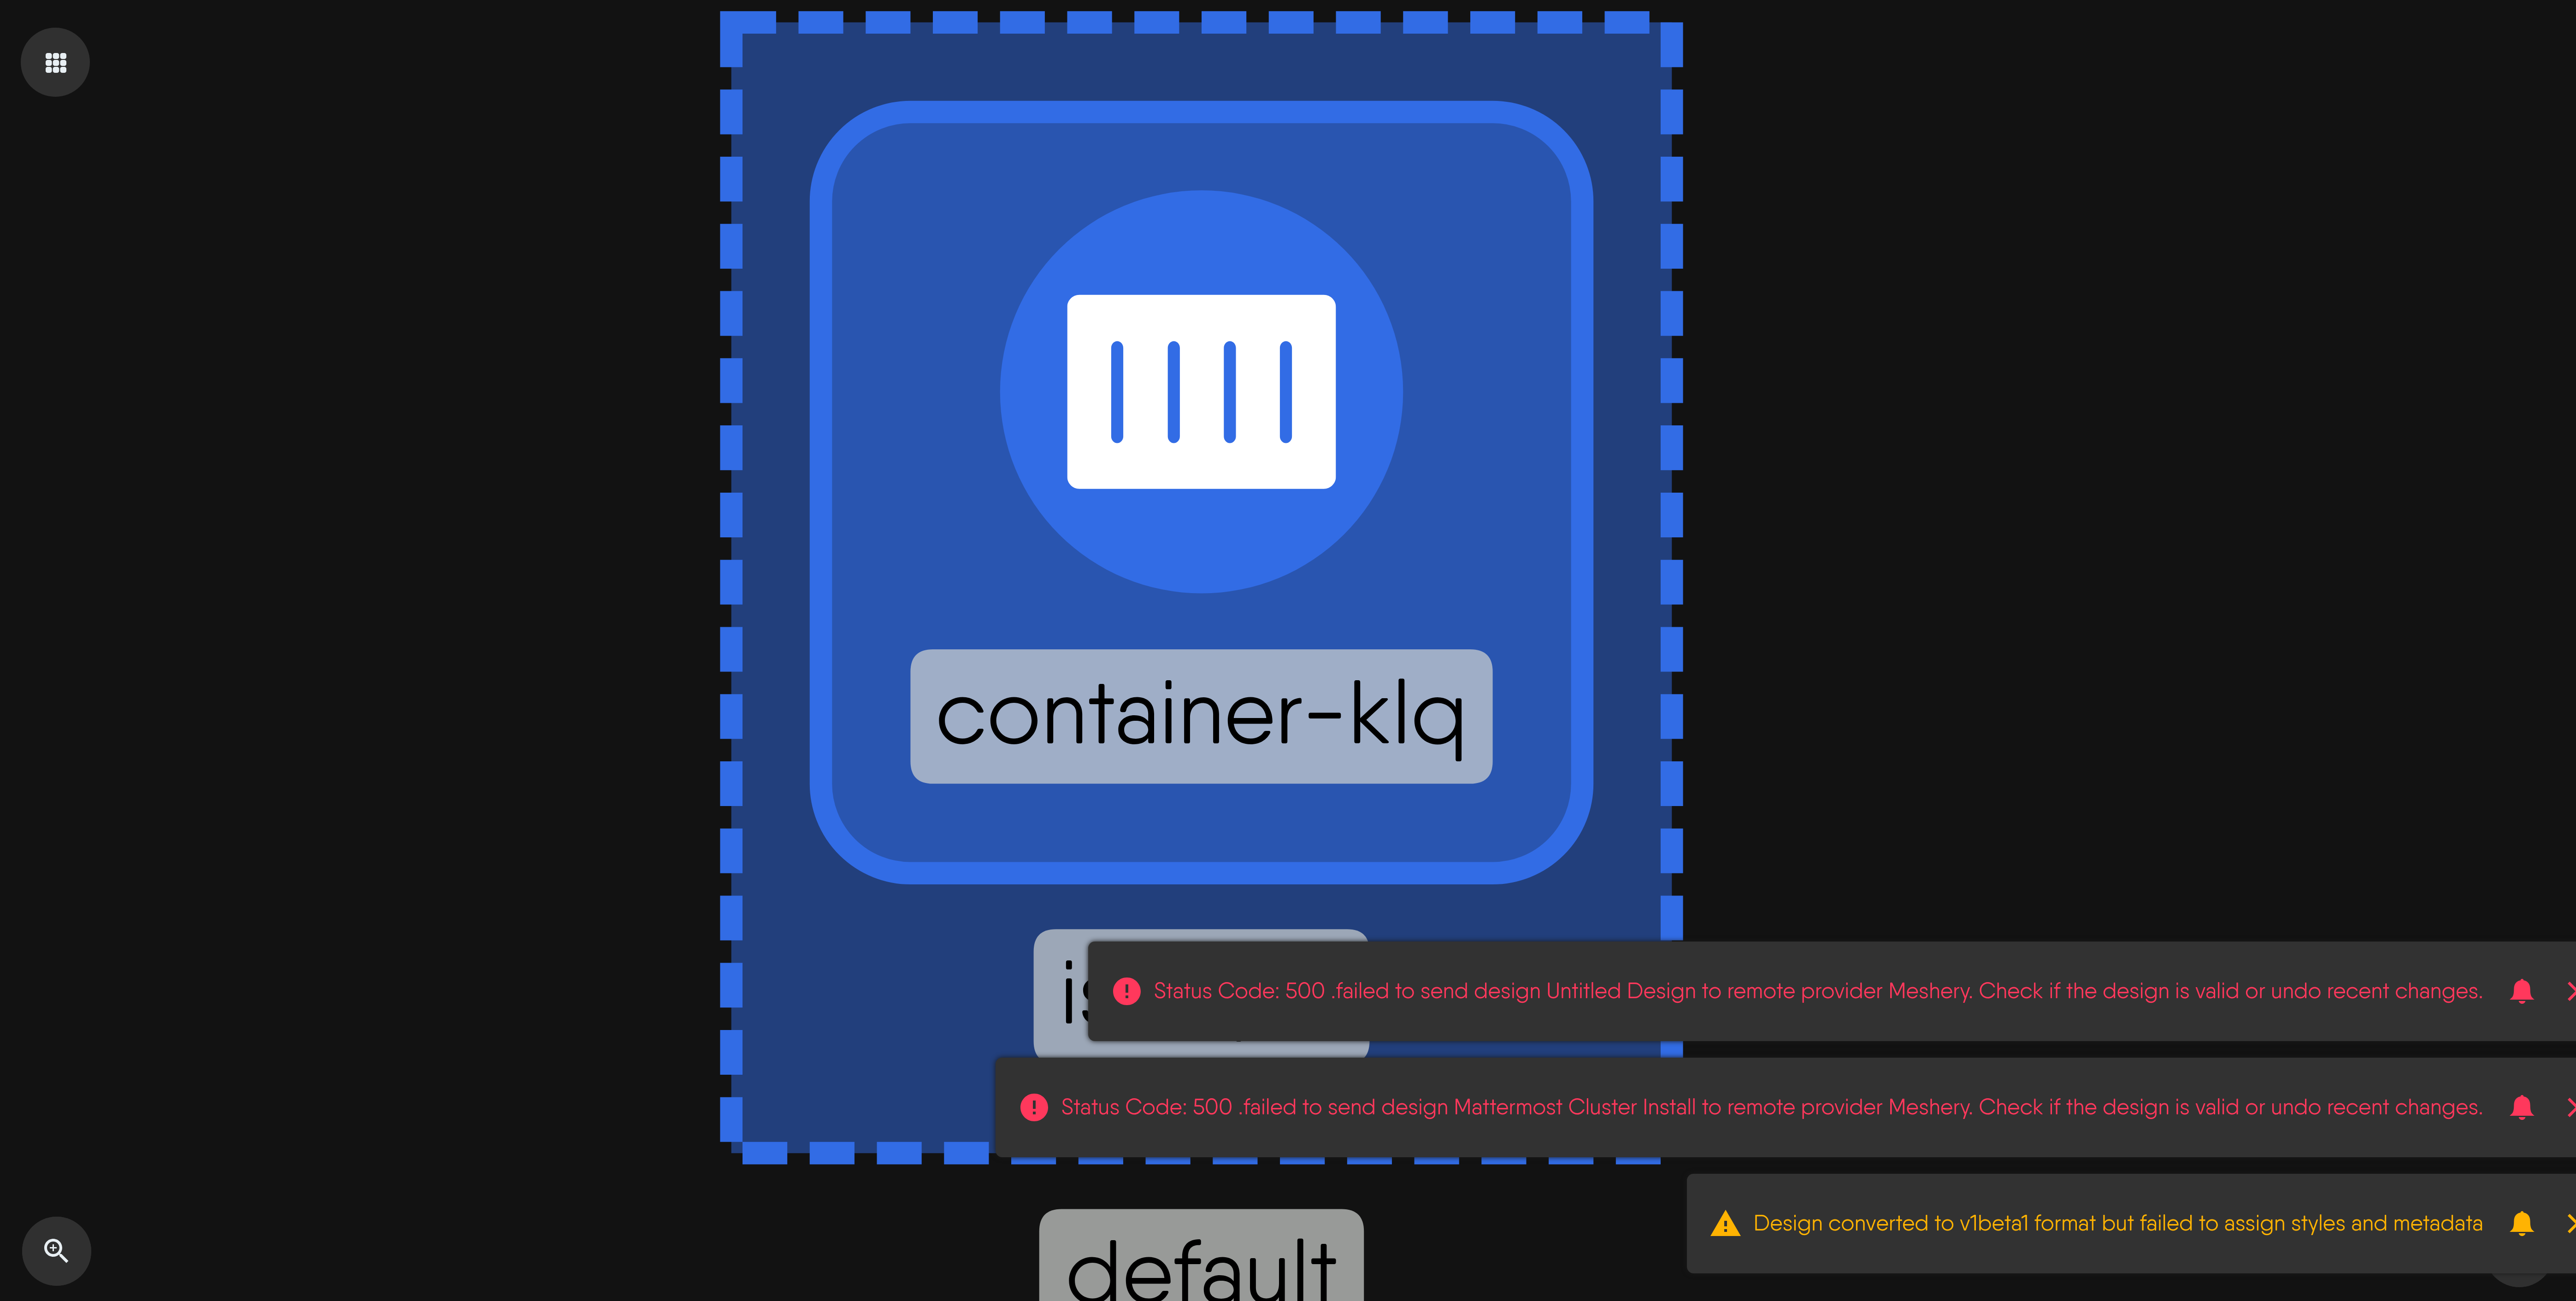 container-klq
Status Code: 500 .failed to send design Untitled Design to remote provider Meshery. Check if the design is valid or undo recent changes.
Status Code: 500 .failed to send design Mattermost Cluster Install to remote provider Meshery. Check if the design is valid or undo recent changes.
default
Design converted to v1beta1 format but failed to assign styles and metadata